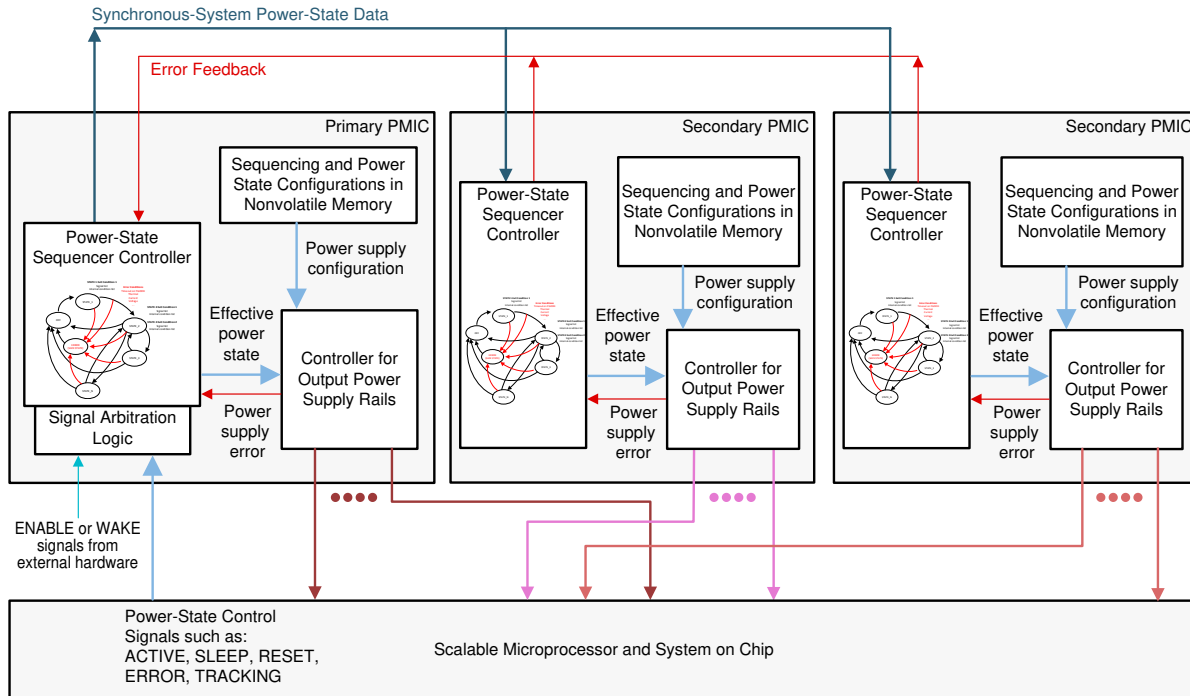 Synchronous-System Power-State Data
Error Feedback
Primary PMIC
Sequencing and Power
State Configurations in
Nonvolatile Memory
Power-State
Sequencer Controller
Power supply
configuration
Effective
power
state
Controller for
Output Power
Supply Rails
Power
supply
error
Signal Arbitration
Logic
ENABLE or WAKE
signals from
external hardware
Secondary PMIC
Power-State
Sequencer
Controller
Sequencing and Power
State Configurations in
Nonvolatile Memory
Power supply
configuration
Effective
power
state
Controller for
Output Power
Supply Rails
Power
supply
error
Secondary PMIC
Power-State
Sequencer
Controller
Sequencing and Power
State Configurations in
Nonvolatile Memory
Power supply
configuration
Effective
power
state
Controller for
Output Power
Supply Rails
Power
supply
error
Power-State Control
Signals such as:
ACTIVE, SLEEP, RESET,
ERROR, TRACKING
Scalable Microprocessor and System on Chip